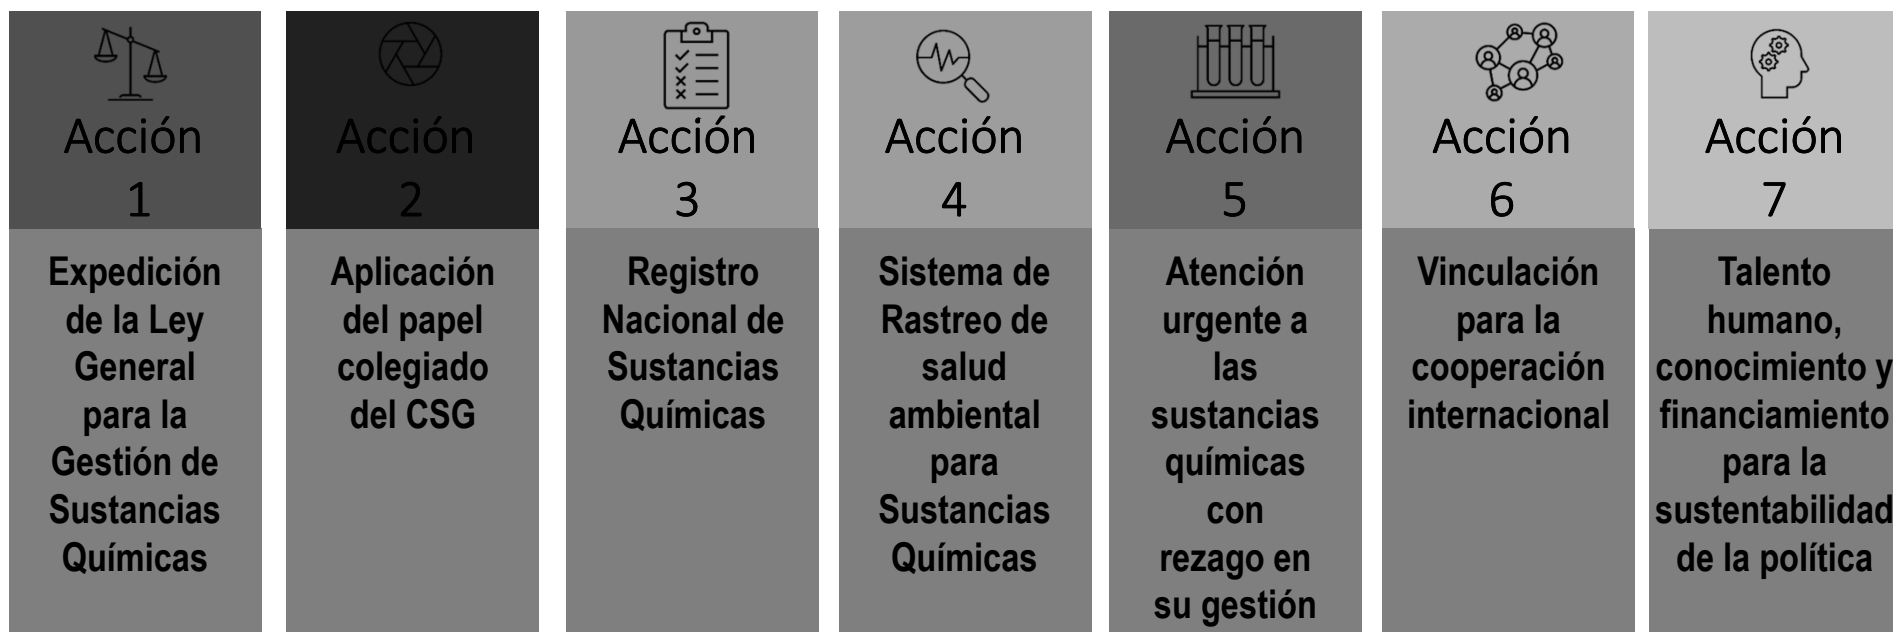 Acción
1
Expedición
de la Ley
General
para la
Gestión de
Sustancias
Químicas
Acción
2
Aplicación
del papel
colegiado
del CSG
Acción
3
Registro
Nacional de
Sustancias
Químicas
Acción
4
Sistema de
Rastreo de
salud
ambiental
para
Sustancias
Químicas
Acción
5
Atención
urgente a
las
sustancias
químicas
con
rezago en
su gestión
Acción
6
Vinculación
para la
cooperación
internacional
Acción
7
Talento
humano,
conocimiento y
financiamiento
para la
sustentabilidad
de la política